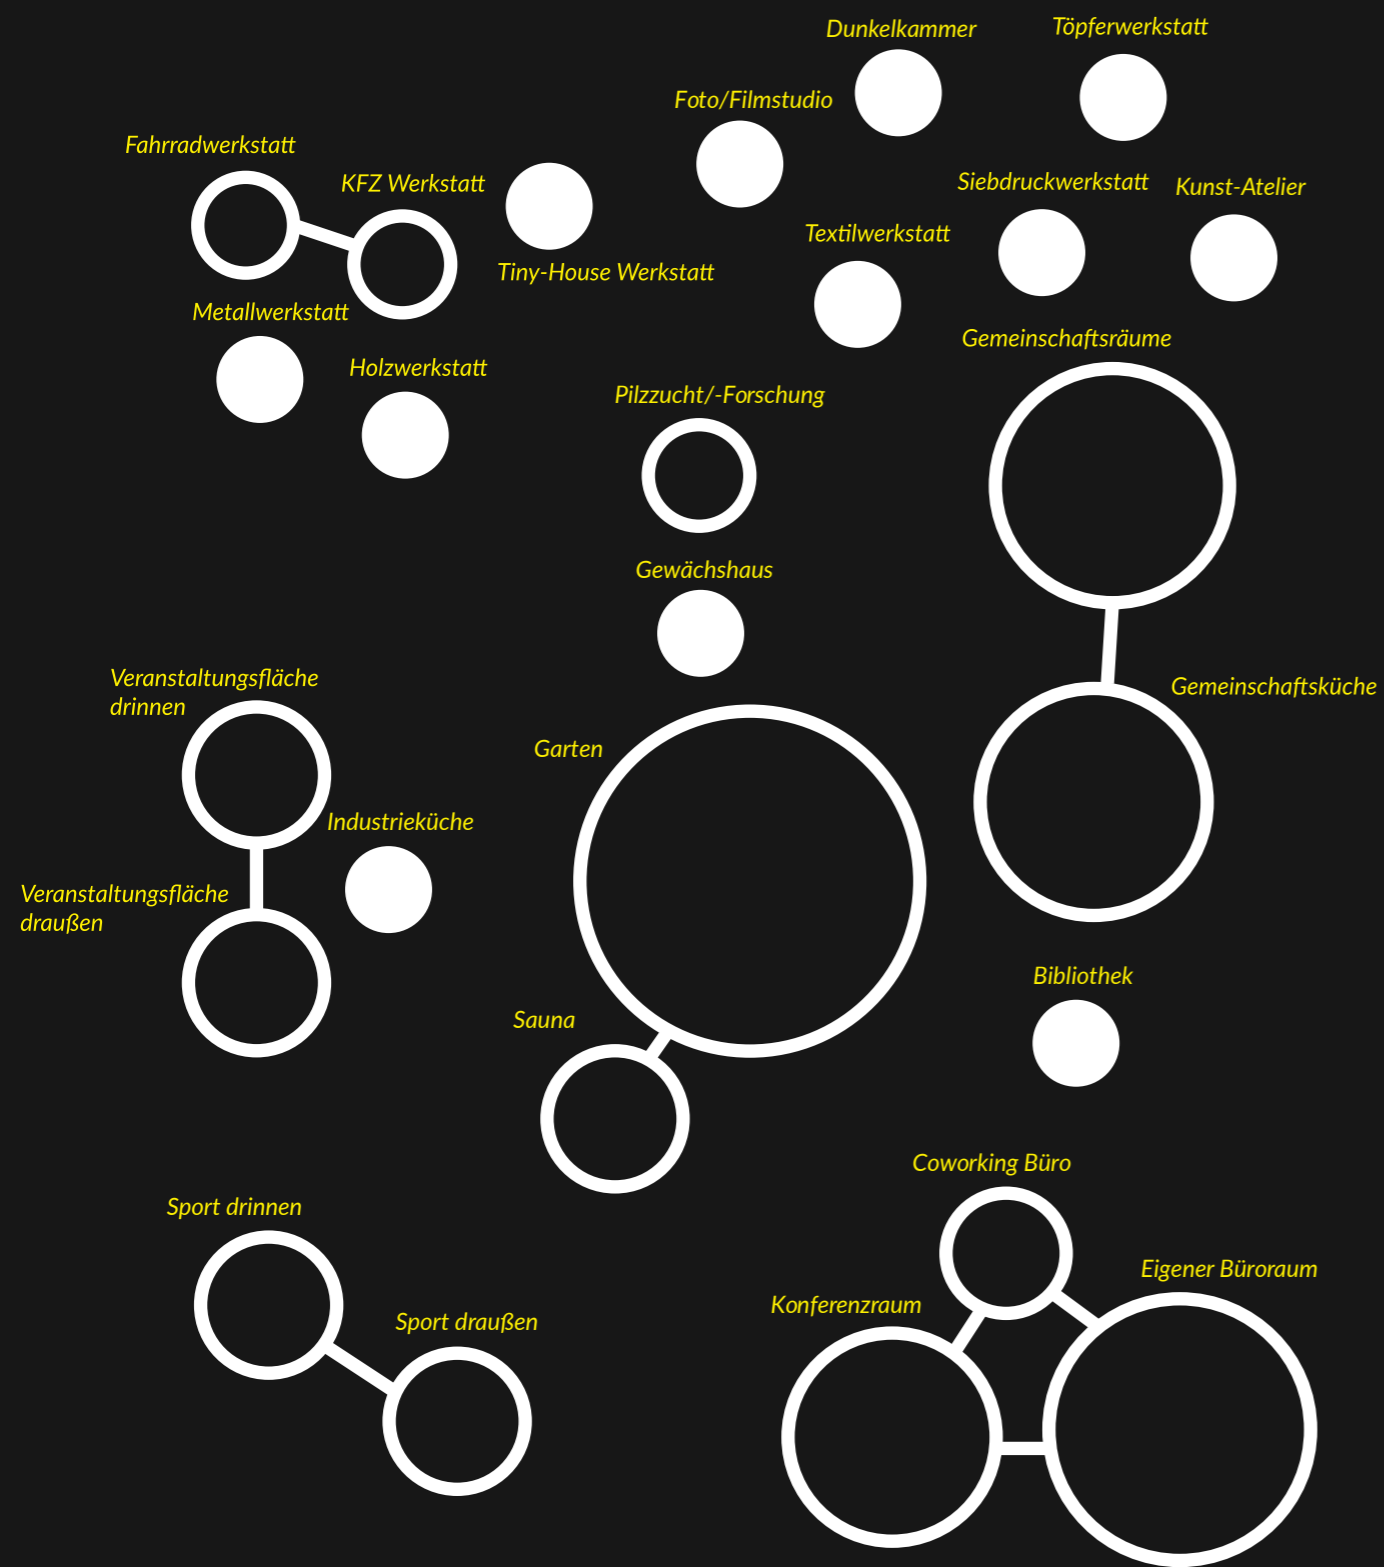 Dunkelkammer
Töpferwerkstatt
Foto/Filmstudio
Fahrradwerkstatt
KFZ Werkstatt
Siebdruckwerkstatt
Kunst-Atelier
Textilwerkstatt
Tiny-House Werkstatt
Metallwerkstatt
Gemeinschaftsräume
Holzwerkstatt
Pilzzucht/-Forschung
Gewächshaus
Veranstaltungsfläche
drinnen
Gemeinschaftsküche
Garten
Industrieküche
Veranstaltungsfläche
draußen
Bibliothek
Sauna
Coworking Büro
Sport drinnen
Eigener Büroraum
Konferenzraum
Sport draußen